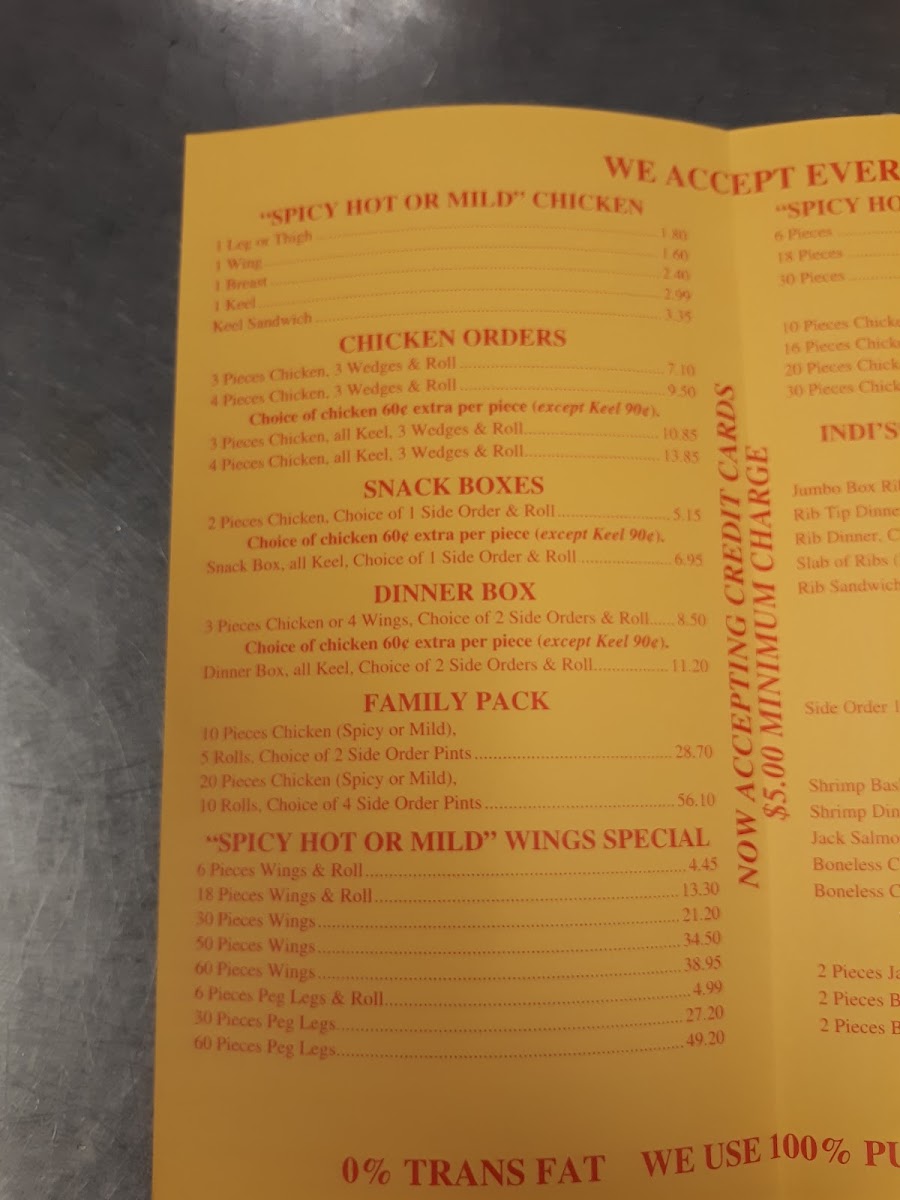 WE ACCEPT EVER
"SPICY HOT OR MILD" CHICKEN
1 Leg or Thigh 1.80
1 Wing 1.60
1 Breast 2.40
1 Keel 2.99
Keel Sandwich 3.35
CHICKEN ORDERS
3 Pieces Chicken, 3 Wedges & Roll 7.10
4 Pieces Chicken, 3 Wedges & Roll 9.50
Choice of chicken 60¢ extra per piece (except Keel 90¢).
3 Pieces Chicken, all Keel, 3 Wedges & Roll 10.85
4 Pieces Chicken, all Keel, 3 Wedges & Roll 13.85
SNACK BOXES
2 Pieces Chicken, Choice of 1 Side Order & Roll 5.15
Choice of chicken 60¢ extra per piece (except Keel 90¢).
Snack Box, all Keel, Choice of 1 Side Order & Roll 6.95
DINNER BOX
3 Pieces Chicken or 4 Wings, Choice of 2 Side Orders & Roll 8.50
Choice of chicken 60¢ extra per piece (except Keel 90¢).
Dinner Box, all Keel, Choice of 2 Side Orders & Roll 11.20
FAMILY PACK
10 Pieces Chicken (Spicy or Mild),
5 Rolls, Choice of 2 Side Order Pints 28.70
20 Pieces Chicken (Spicy or Mild),
10 Rolls, Choice of 4 Side Order Pints 56.10
"SPICY HOT OR MILD" WINGS SPECIAL
6 Pieces Wings & Roll 4.45
18 Pieces Wings & Roll 13.30
30 Pieces Wings 21.20
50 Pieces Wings 34.50
60 Pieces Wings 38.95
6 Pieces Peg Legs & Roll 4.99
30 Pieces Peg Legs 27.20
60 Pieces Peg Legs 49.20
NOW ACCEPTING CREDIT CARDS
$5.00 MINIMUM CHARGE
"SPICY HO
6 Pieces
18 Pieces
30 Pieces
10 Pieces Chicke
16 Pieces Chick
20 Pieces Chick
30 Pieces Chick
INDI'S
Jumbo Box Ri
Rib Tip Dinne
Rib Dinner, C
Slab of Ribs (
Rib Sandwich
Side Order 1
Shrimp Bas
Shrimp Din
Jack Salmo
Boneless C
Boneless C
2 Pieces Ja
2 Pieces B
2 Pieces B
0% TRANS FAT WE USE 100% PU